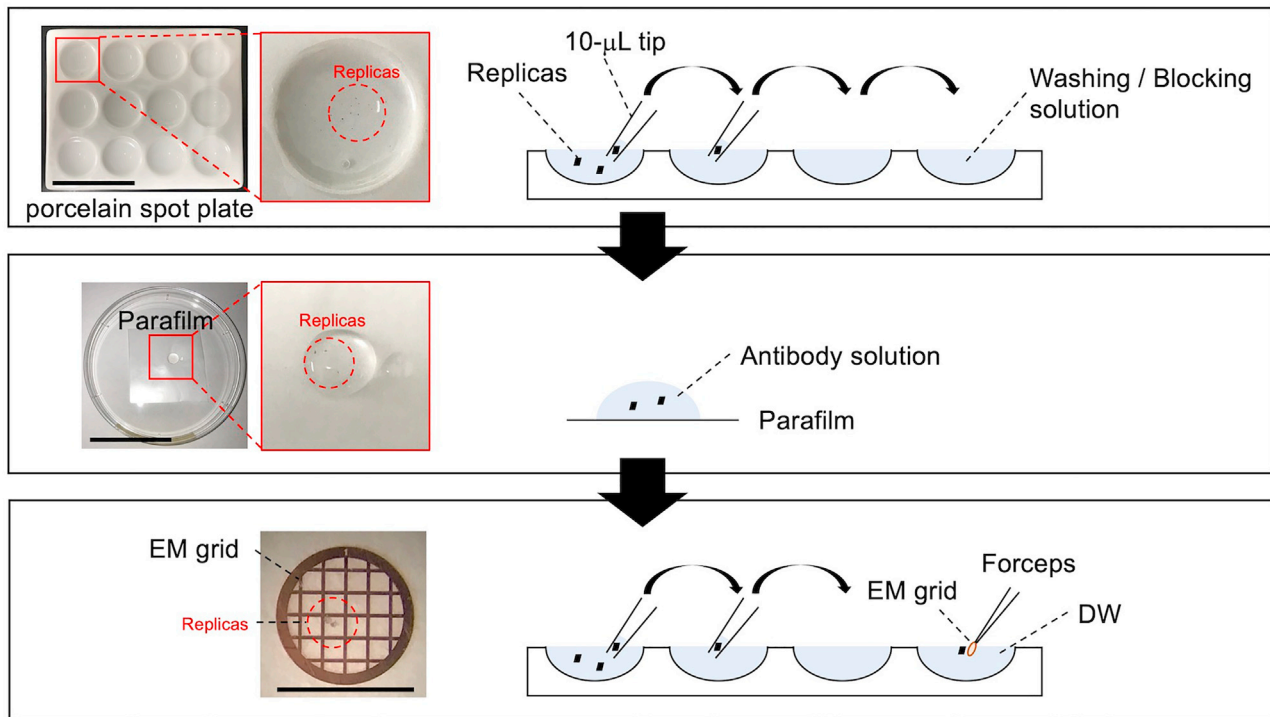 10-μL tip
Replicas
Replicas
Washing / Blocking
solution
porcelain spot plate
Parafilm
Replicas
Antibody solution
Parafilm
EM grid
Replicas
Forceps
EM grid
DW